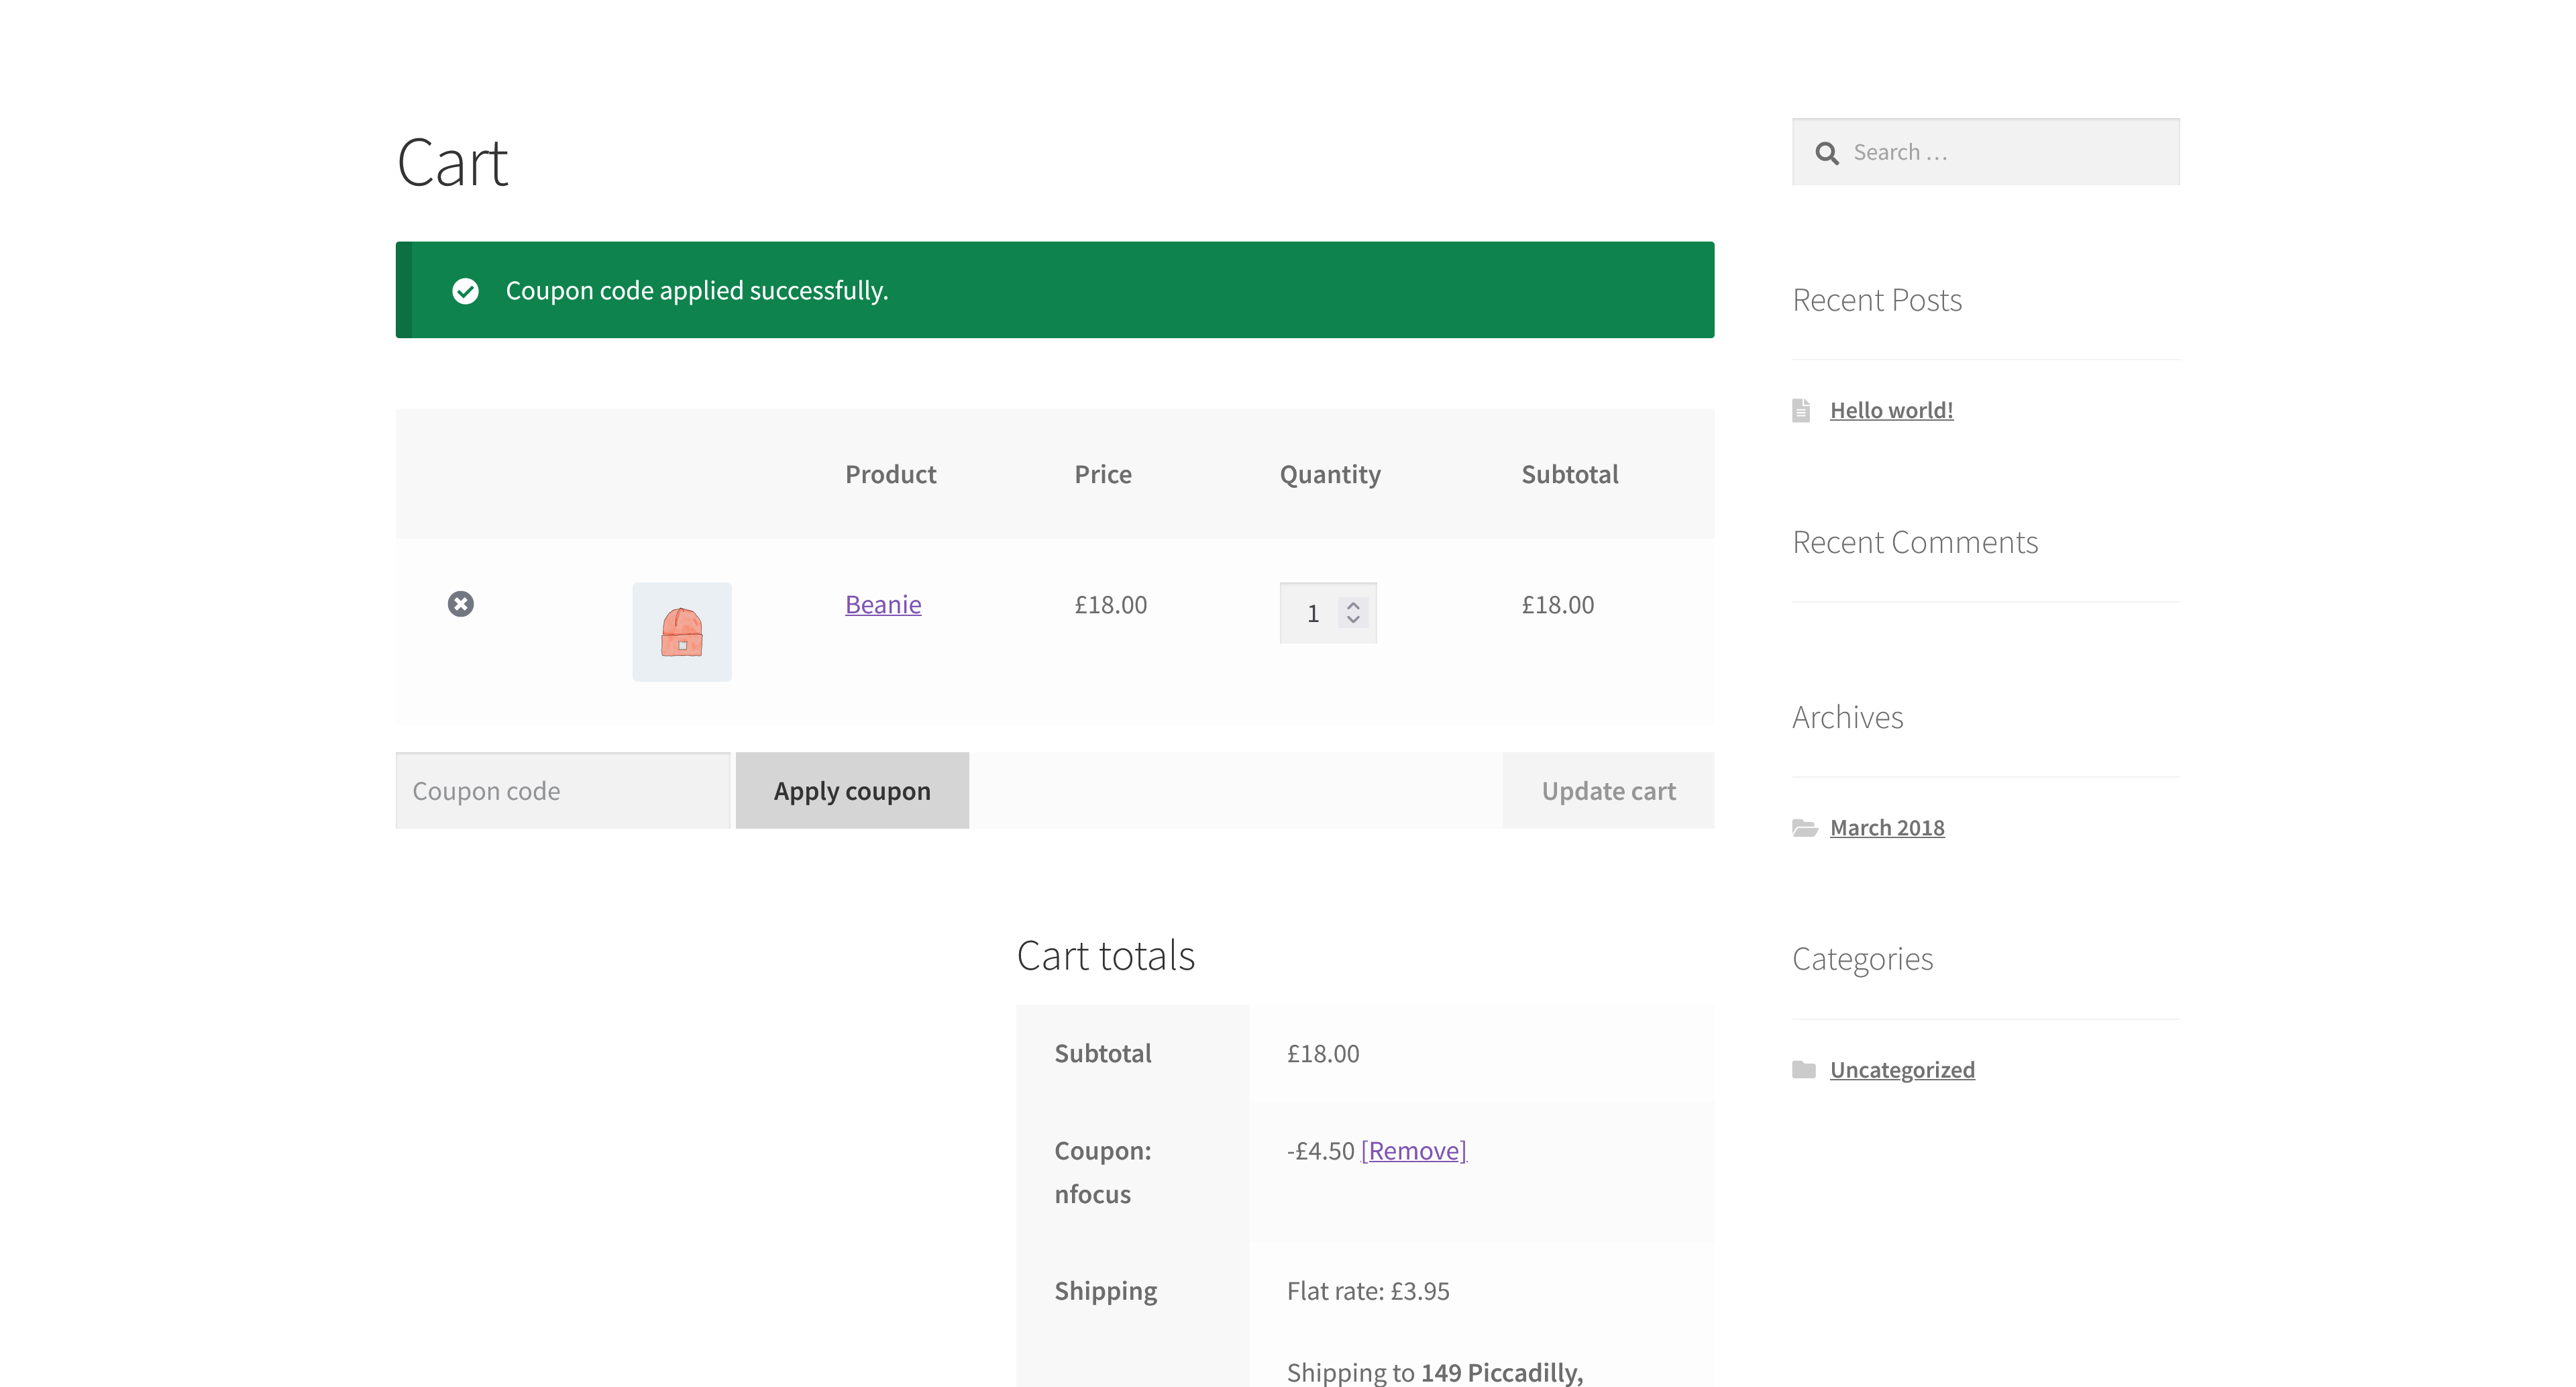 Cart
Coupon code applied successfully.
Product Price Quantity Subtotal
Beanie £18.00 1 £18.00
Coupon code Apply coupon Update cart
Cart totals
Subtotal £18.00
Coupon: -£4.50 [Remove]
nfocus
Shipping Flat rate: £3.95
Shipping to 149 Piccadilly,
Search …
Recent Posts
Hello world!
Recent Comments
Archives
March 2018
Categories
Uncategorized